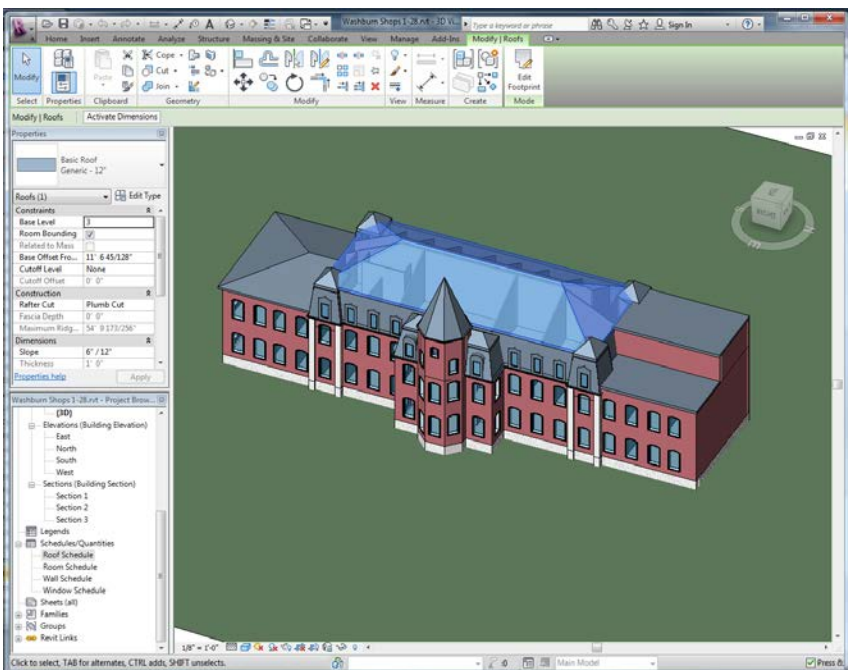 Washburn Shops 1-28.rvt - 3D Vi...
Type a keyword or phrase
Sign In
Home Insert Annotate Analyze Structure Massing & Site Collaborate View Manage Add-Ins Modify | Roofs
Modify
Paste
Cope
Cut
Join
Edit
Footprint
Select Properties Clipboard Geometry Modify View Measure Create Mode
Modify | Roofs Activate Dimensions
Properties
Basic Roof
Generic - 12"
Roofs (1) Edit Type
Constraints
Base Level 3
Room Bounding
Related to Mass
Base Offset Fro... 11' 6 45/128"
Cutoff Level None
Cutoff Offset 0' 0"
Construction
Rafter Cut Plumb Cut
Fascia Depth 0' 0"
Maximum Ridg... 54' 9 173/256"
Dimensions
Slope 6" / 12"
Thickness 1' 0"
Properties help Apply
Washburn Shops 1-28.rvt - Project Brow...
{3D}
Elevations (Building Elevation)
East
North
South
West
Sections (Building Section)
Section 1
Section 2
Section 3
Legends
Schedules/Quantities
Roof Schedule
Room Schedule
Wall Schedule
Window Schedule
Sheets (all)
Families
Groups
Revit Links
1/8" = 1'-0"
Click to select, TAB for alternates, CTRL adds, SHIFT unselects.
:0
Main Model
Press &